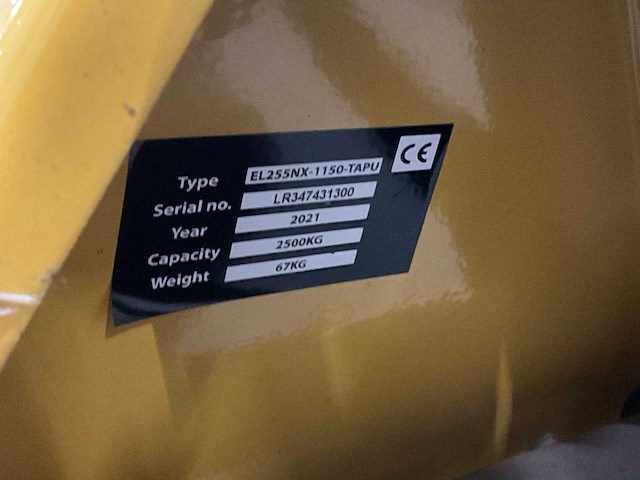 CE
Type EL255NX-1150-TAPU
Serial no. LR347431300
Year 2021
Capacity 2500KG
Weight 67KG